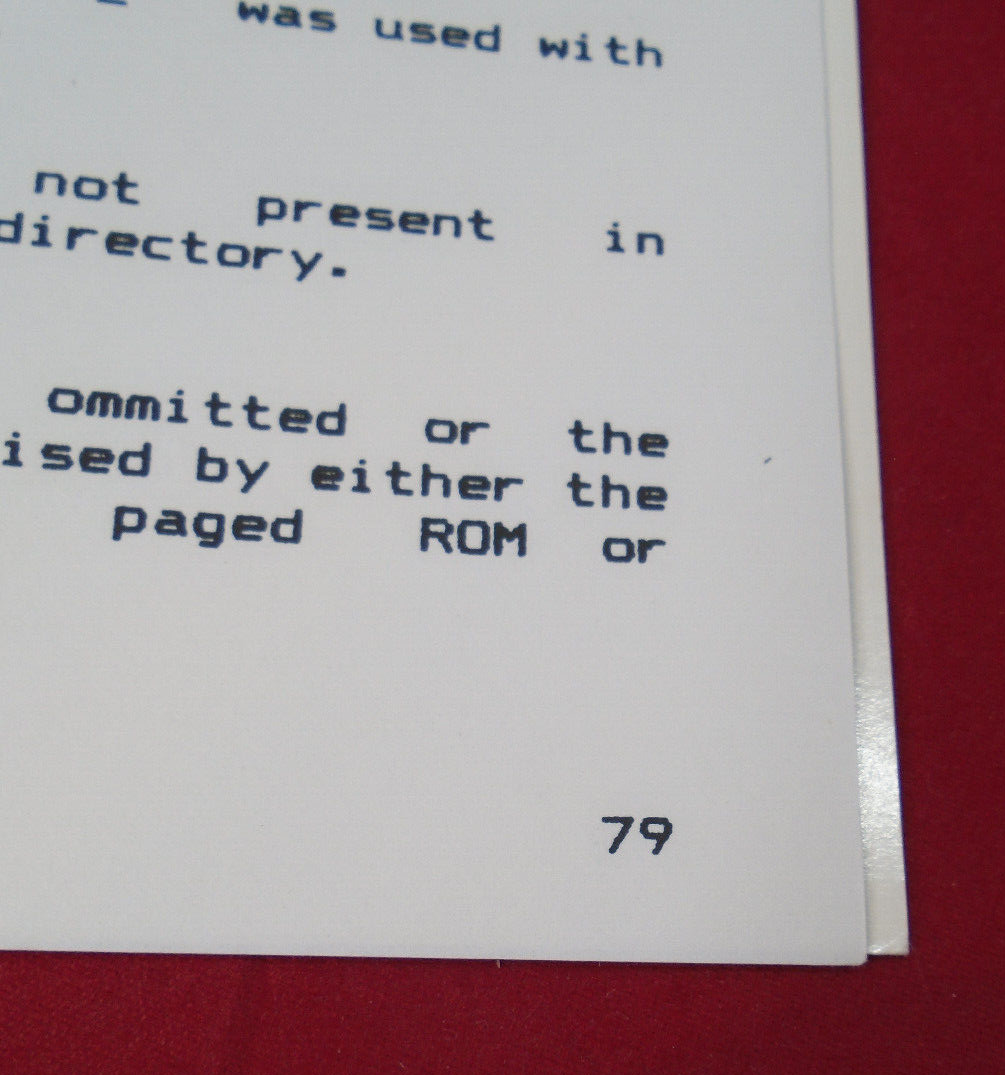 was used with
not present in
directory.
ommitted or the
ised by either the
paged ROM or
79